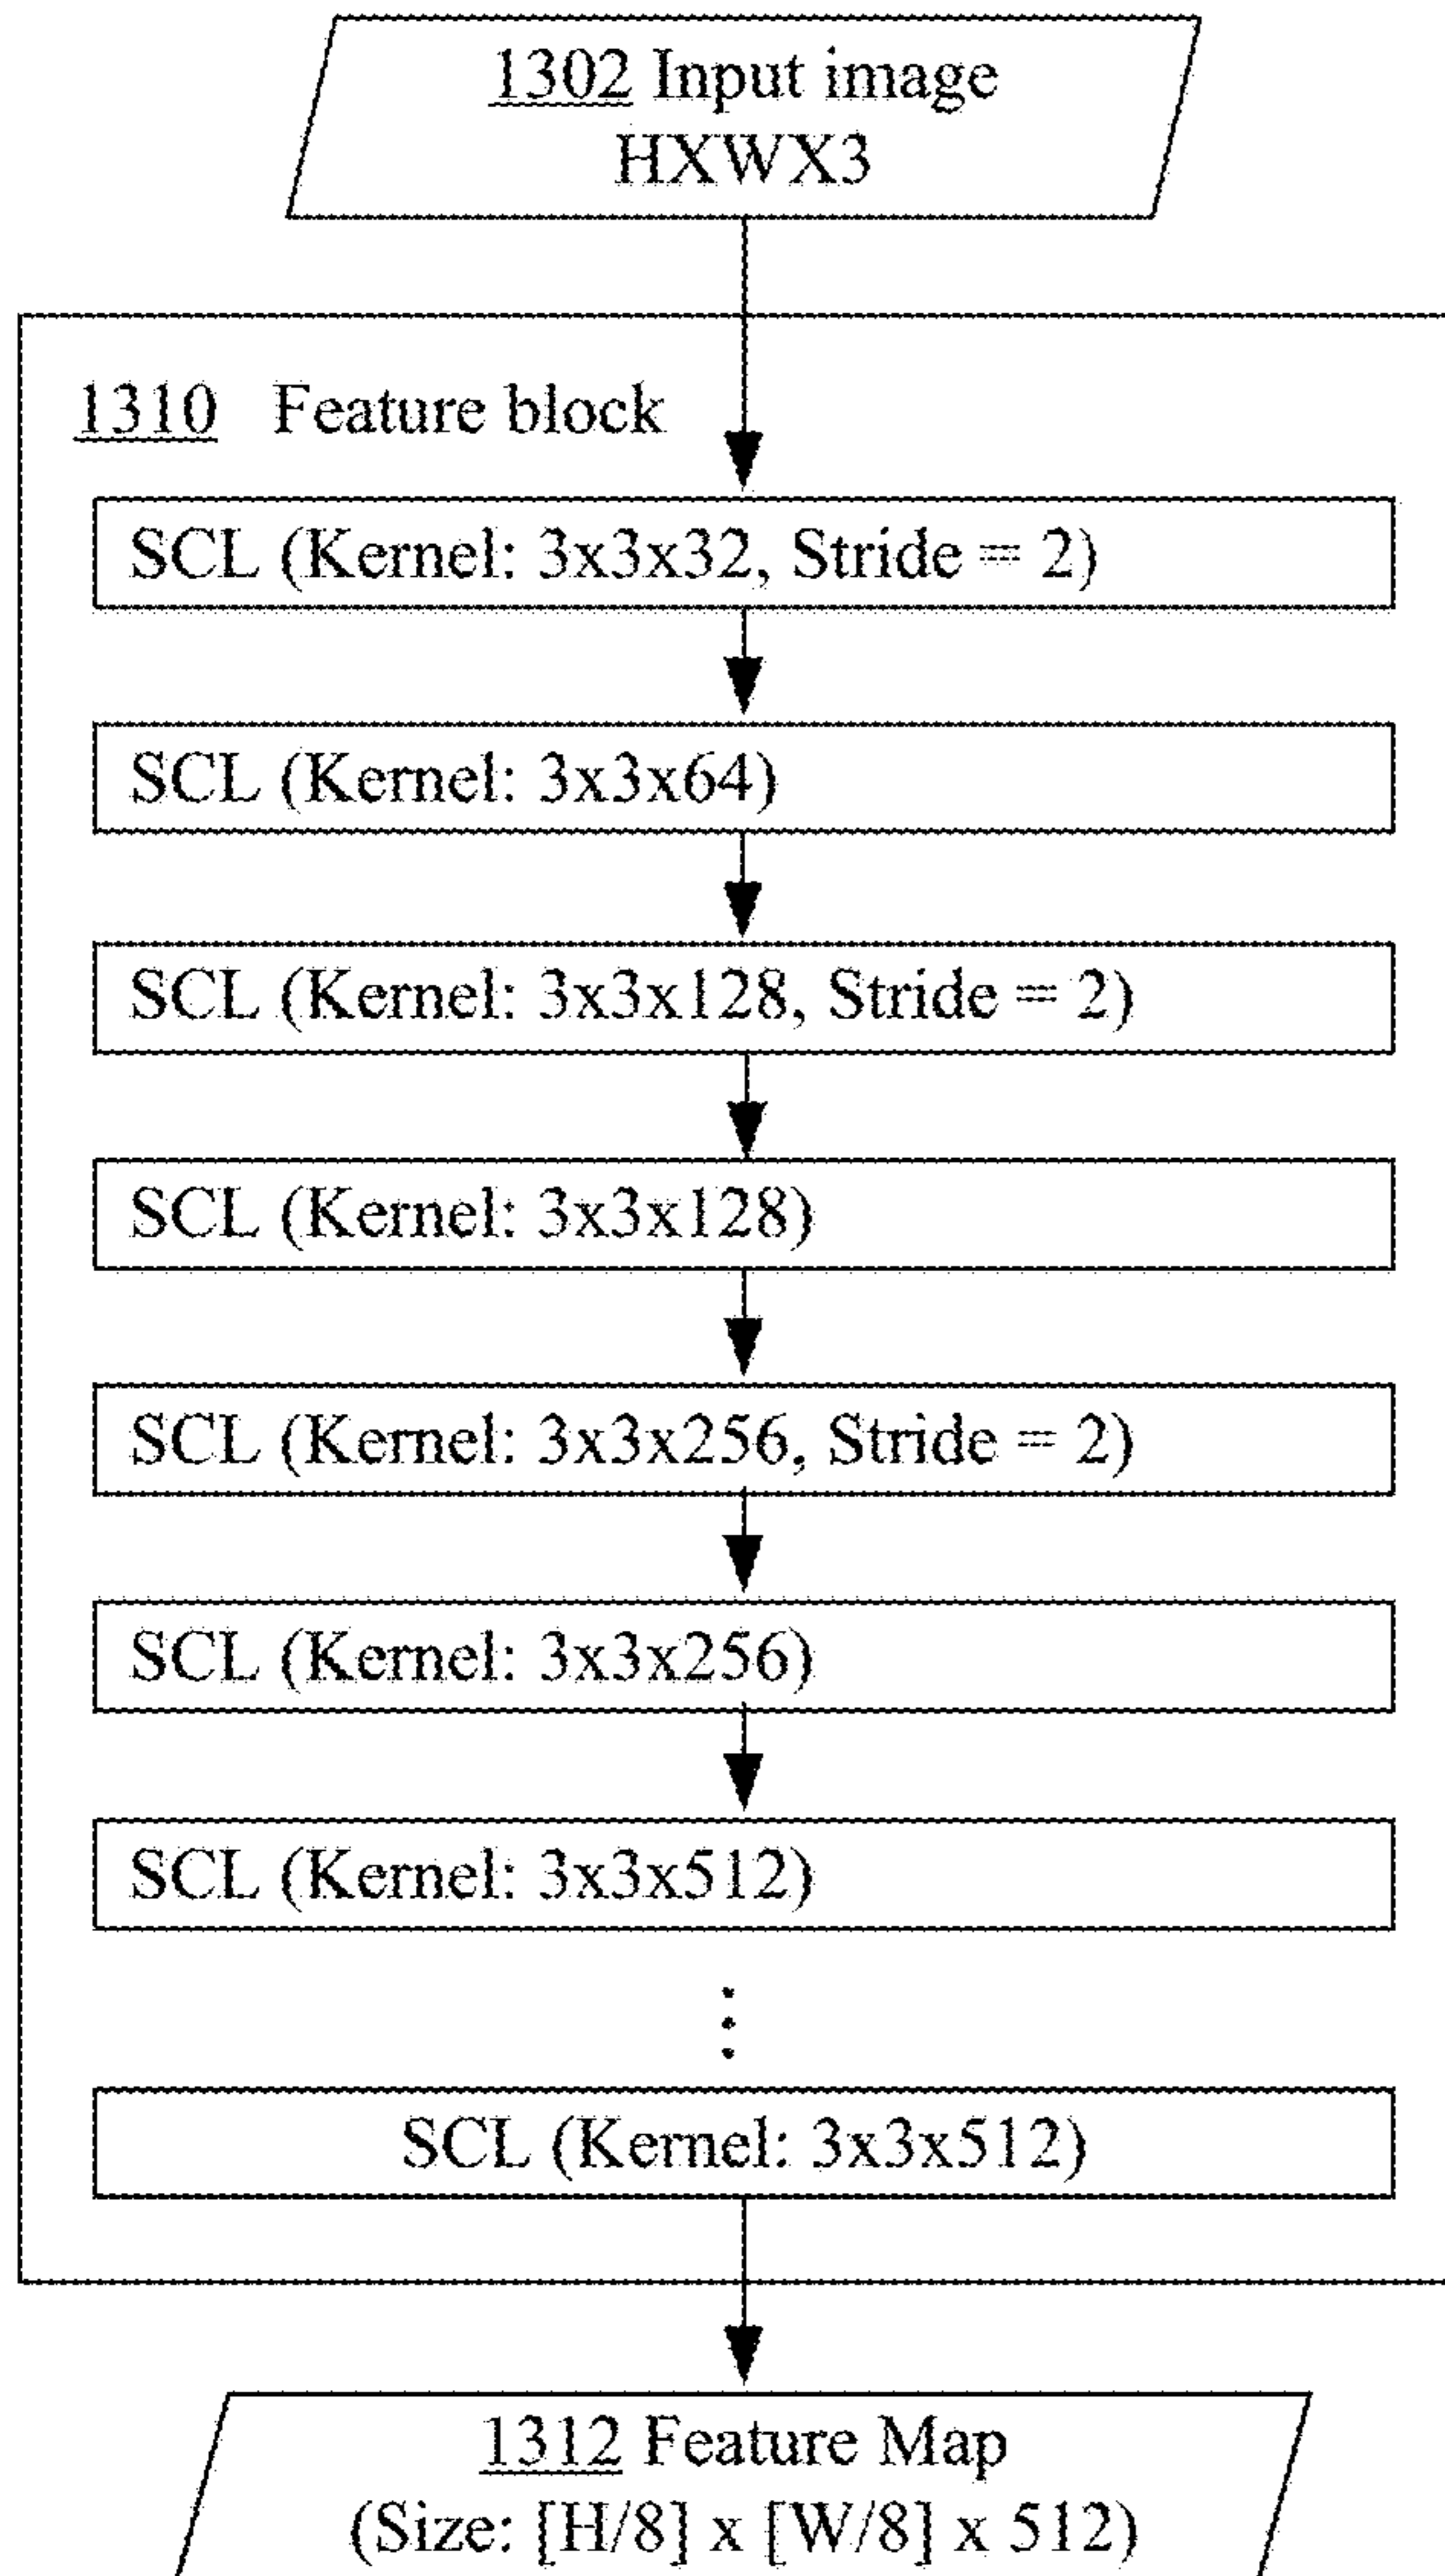 1302 Input image
HXWX3
1310 Feature block
SCL (Kernel: 3x3x32, Stride = 2)
SCL (Kernel: 3x3x64)
SCL (Kernel: 3x3x128, Stride = 2)
SCL (Kernel: 3x3x128)
SCL (Kernel: 3x3x256, Stride = 2)
SCL (Kernel: 3x3x256)
SCL (Kernel: 3x3x512)
SCL (Kernel: 3x3x512)
1312 Feature Map
(Size: [H/8] x [W/8] x 512)